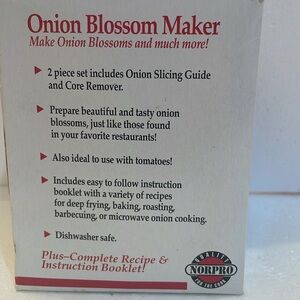 Onion Blossom Maker
Make Onion Blossoms and much more!
2 piece set includes Onion Slicing Guide
and Core Remover.
Prepare beautiful and tasty onion
blossoms, just like those found
in your favorite restaurants!
Also ideal to use with tomatoes!
Includes easy to follow instruction
booklet with a variety of recipes
for deep frying, baking, roasting,
barbecuing, or microwave onion cooking.
Dishwasher safe.
Plus–Complete Recipe &
Instruction Booklet!
QUALITY
NORPRO